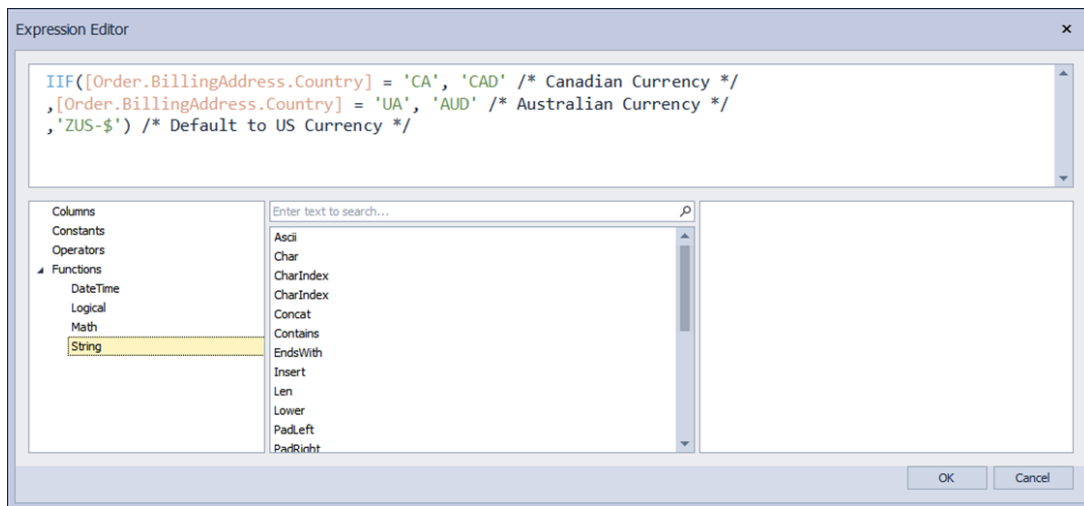 Expression Editor
IIF([Order.BillingAddress.Country] = 'CA', 'CAD' /* Canadian Currency */
,[Order.BillingAddress.Country] = 'UA', 'AUD' /* Australian Currency */
,'ZUS-$') /* Default to US Currency */
Columns
Constants
Operators
Functions
DateTime
Logical
Math
String
Enter text to search...
Ascii
Char
CharIndex
CharIndex
Concat
Contains
EndsWith
Insert
Len
Lower
PadLeft
PadRight
OK
Cancel